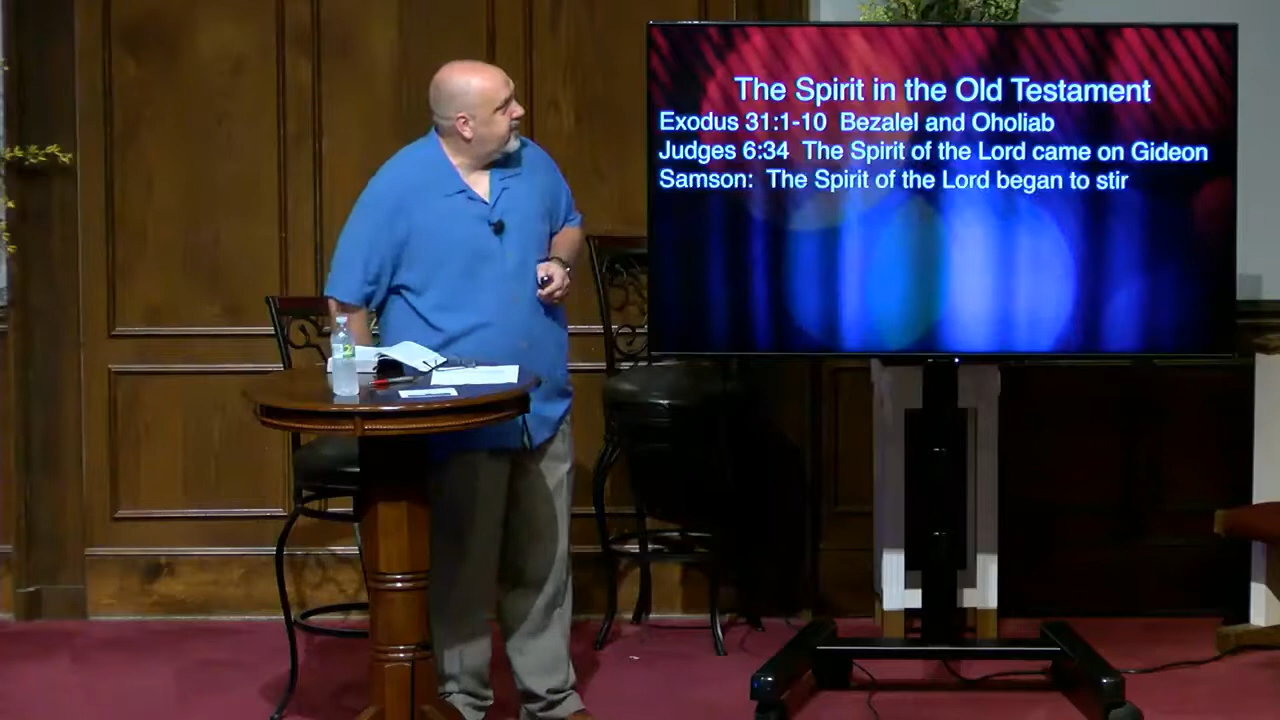 The Spirit in the Old Testament
Exodus 31:1-10 Bezalel and Oholiab
Judges 6:34 The Spirit of the Lord came on Gideon
Samson: The Spirit of the Lord began to stir